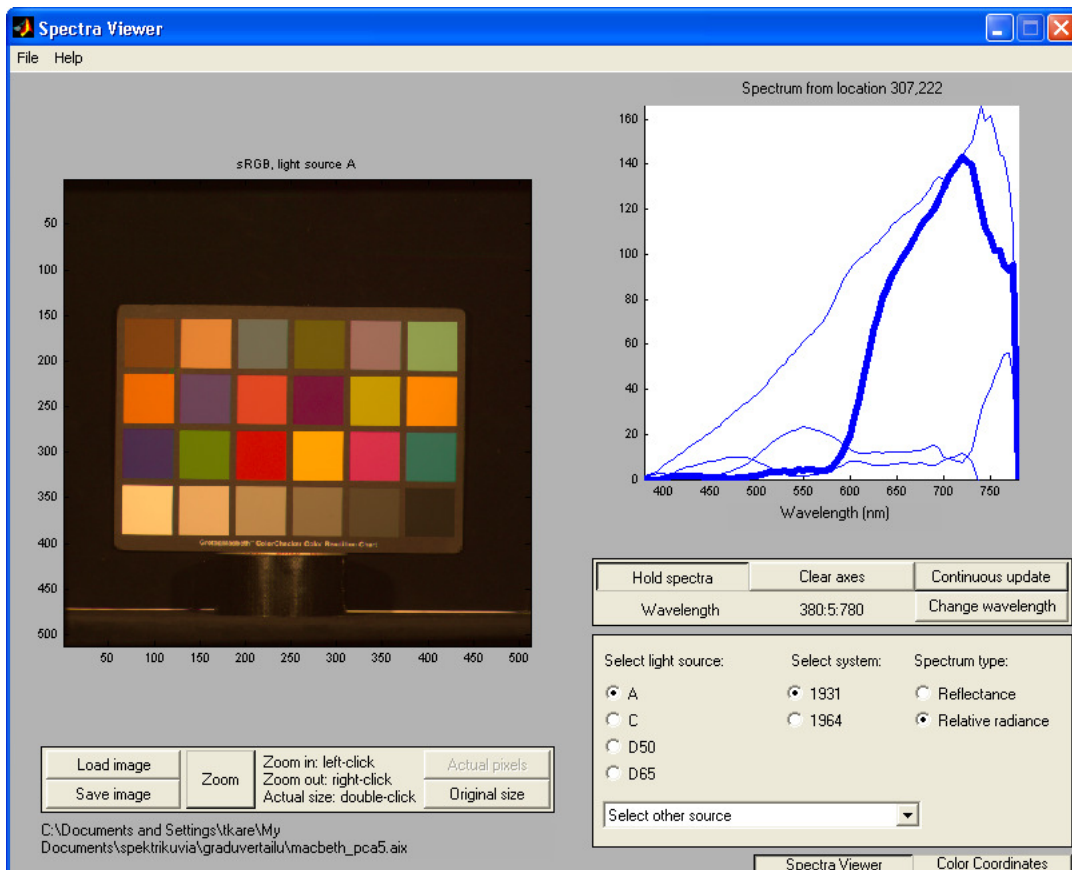 Spectra Viewer
File Help
sRGB, light source A
50
100
150
200
250
300
350
400
450
500
50 100 150 200 250 300 350 400 450 500
ColorChecker Color Rendition Chart
Spectrum from location 307,222
160
140
120
100
80
60
40
20
0
400 450 500 550 600 650 700 750
Wavelength (nm)
Hold spectra Clear axes Continuous update
Wavelength 380:5:780 Change wavelength
Select light source: Select system: Spectrum type:
A 1931 Reflectance
C 1964 Relative radiance
D50
D65
Select other source
Load image Zoom Zoom in: left-click Actual pixels
Save image Zoom out: right-click Original size
Actual size: double-click
C:\Documents and Settings\tkare\My
Documents\spektrikuvia\graduvertailu\macbeth_pca5.aix
Spectra Viewer Color Coordinates